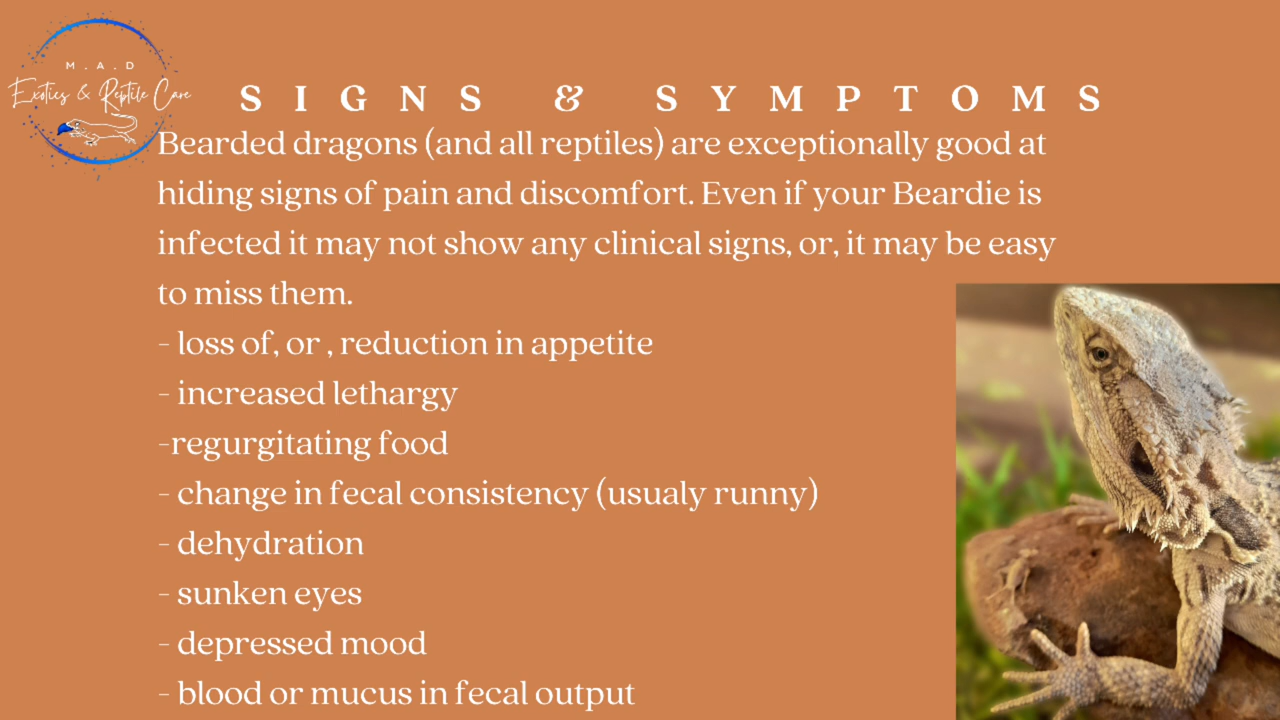 M.A.D
Exotics & Reptile Care
SIGNS & SYMPTOMS
Bearded dragons (and all reptiles) are exceptionally good at
hiding signs of pain and discomfort. Even if your Beardie is
infected it may not show any clinical signs, or, it may be easy
to miss them.
- loss of, or , reduction in appetite
- increased lethargy
-regurgitating food
- change in fecal consistency (usualy runny)
- dehydration
- sunken eyes
- depressed mood
- blood or mucus in fecal output